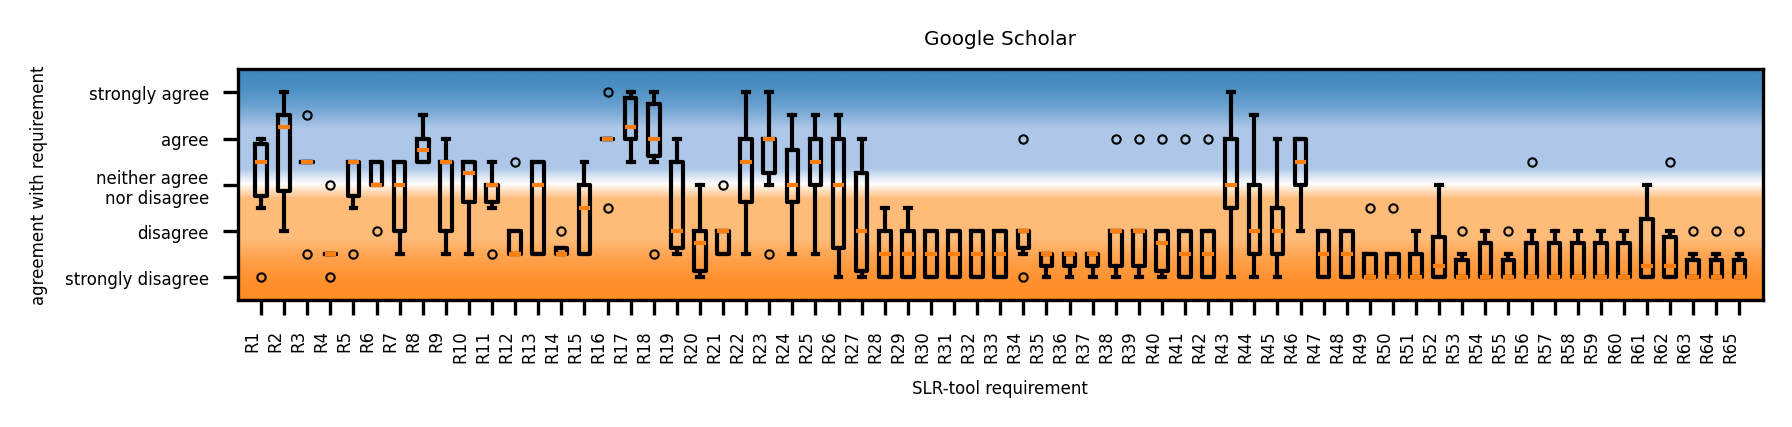 Google Scholar
agreement with requirement
strongly agree
agree
neither agree
nor disagree
disagree
strongly disagree
R1
R2
R3
R4
R5
R6
R7
R8
R9
R10
R11
R12
R13
R14
R15
R16
R17
R18
R19
R20
R21
R22
R23
R24
R25
R26
R27
R28
R29
R30
R31
R32
R33
R34
R35
R36
R37
R38
R39
R40
R41
R42
R43
R44
R45
R46
R47
R48
R49
R50
R51
R52
R53
R54
R55
R56
R57
R58
R59
R60
R61
R62
R63
R64
R65
SLR-tool requirement